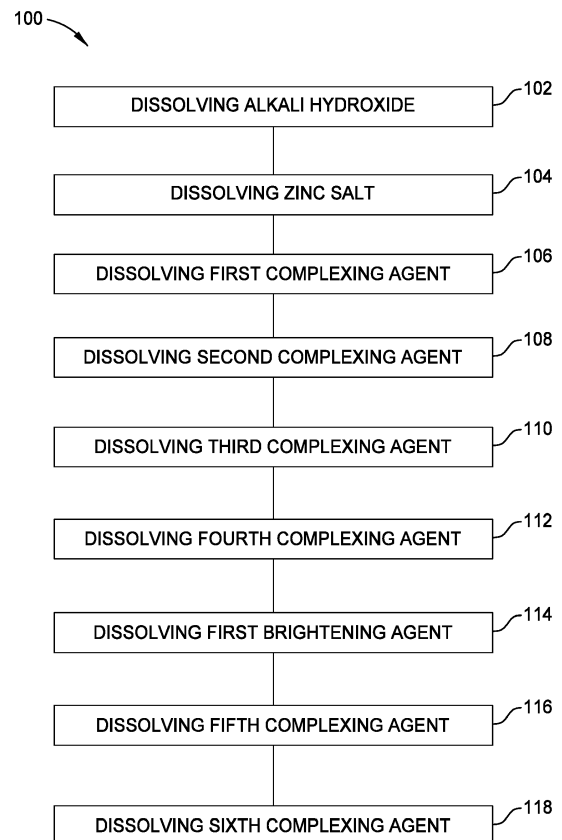 100
DISSOLVING ALKALI HYDROXIDE
102
DISSOLVING ZINC SALT
104
DISSOLVING FIRST COMPLEXING AGENT
106
DISSOLVING SECOND COMPLEXING AGENT
108
DISSOLVING THIRD COMPLEXING AGENT
110
DISSOLVING FOURTH COMPLEXING AGENT
112
DISSOLVING FIRST BRIGHTENING AGENT
114
DISSOLVING FIFTH COMPLEXING AGENT
116
DISSOLVING SIXTH COMPLEXING AGENT
118